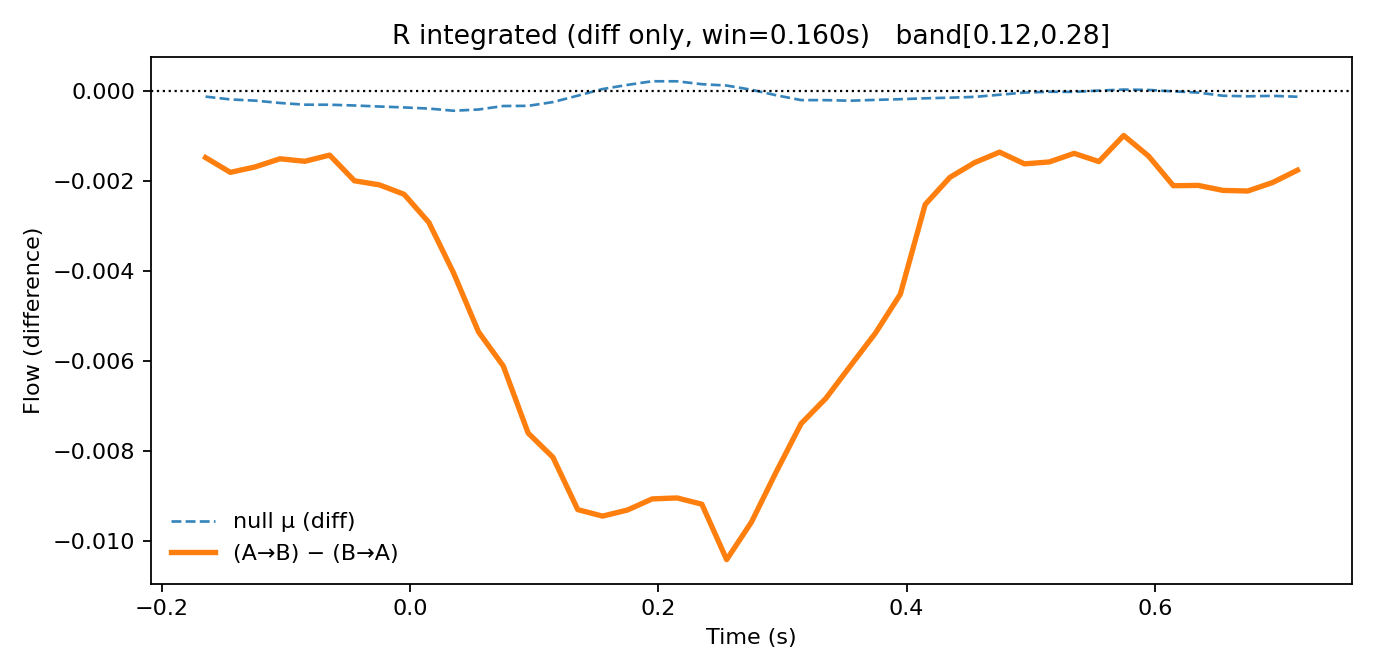 R integrated (diff only, win=0.160s)   band[0.12,0.28]
0.000
−0.002
−0.004
−0.006
−0.008
−0.010
Flow (difference)
null μ (diff)
(A→B) − (B→A)
−0.2
0.0
0.2
0.4
0.6
Time (s)